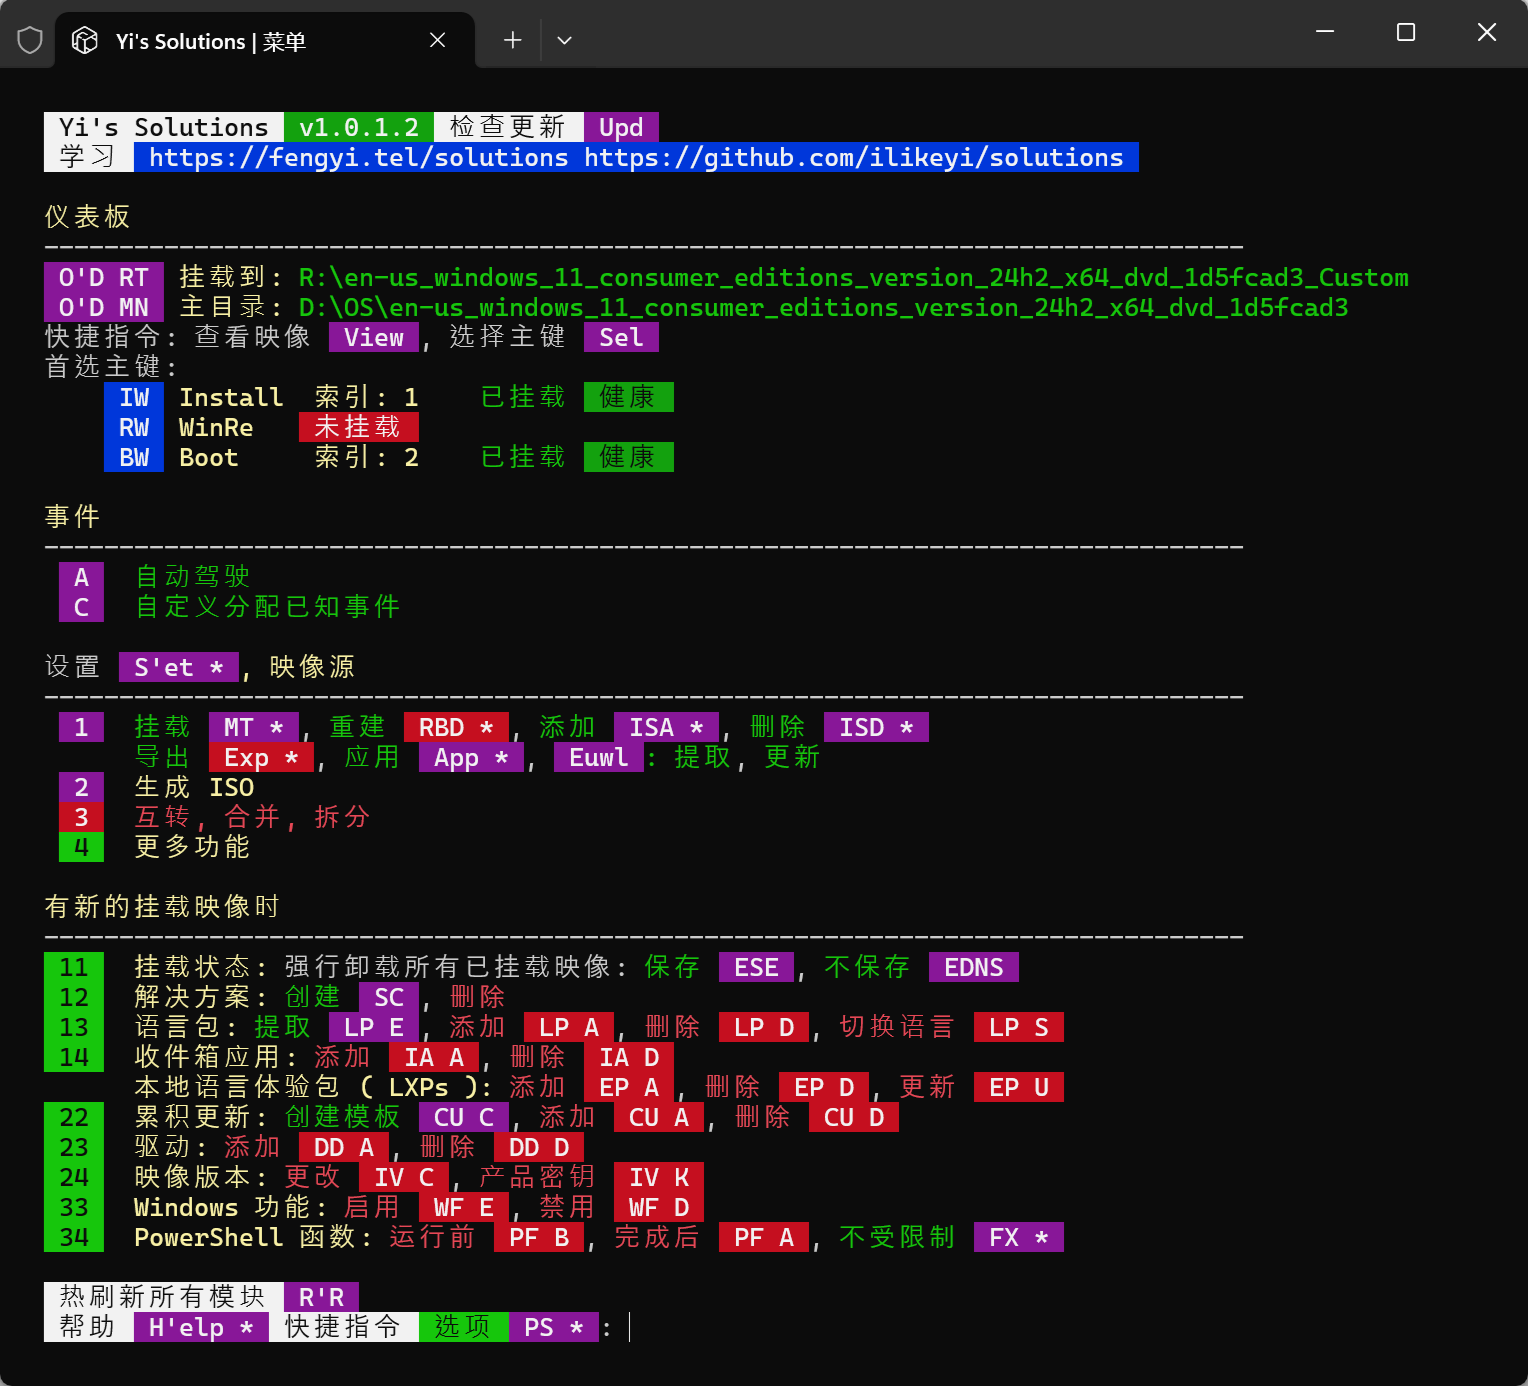 Yi's Solutions | 菜单
Yi's Solutions v1.0.1.2 检查更新 Upd
学习 https://fengyi.tel/solutions https://github.com/ilikeyi/solutions
仪表板
--------------------------------------------------------------------------------
O'D RT 挂载到: R:\en-us_windows_11_consumer_editions_version_24h2_x64_dvd_1d5fcad3_Custom
O'D MN 主目录: D:\OS\en-us_windows_11_consumer_editions_version_24h2_x64_dvd_1d5fcad3
快捷指令: 查看映像 View , 选择主键 Sel
首选主键:
IW Install 索引: 1 已挂载 健康
RW WinRe 未挂载
BW Boot 索引: 2 已挂载 健康
事件
--------------------------------------------------------------------------------
A 自动驾驶
C 自定义分配已知事件
设置 S'et * , 映像源
--------------------------------------------------------------------------------
1 挂载 MT * , 重建 RBD * , 添加 ISA * , 删除 ISD *
导出 Exp * , 应用 App * , Euwl : 提取, 更新
2 生成 ISO
3 互转, 合并, 拆分
4 更多功能
有新的挂载映像时
--------------------------------------------------------------------------------
11 挂载状态: 强行卸载所有已挂载映像: 保存 ESE , 不保存 EDNS
12 解决方案: 创建 SC , 删除
13 语言包: 提取 LP E , 添加 LP A , 删除 LP D , 切换语言 LP S
14 收件箱应用: 添加 IA A , 删除 IA D
本地语言体验包 ( LXPs ): 添加 EP A , 删除 EP D , 更新 EP U
22 累积更新: 创建模板 CU C , 添加 CU A , 删除 CU D
23 驱动: 添加 DD A , 删除 DD D
24 映像版本: 更改 IV C , 产品密钥 IV K
33 Windows 功能: 启用 WF E , 禁用 WF D
34 PowerShell 函数: 运行前 PF B , 完成后 PF A , 不受限制 FX *
热刷新所有模块 R'R
帮助 H'elp * 快捷指令 选项 PS * :